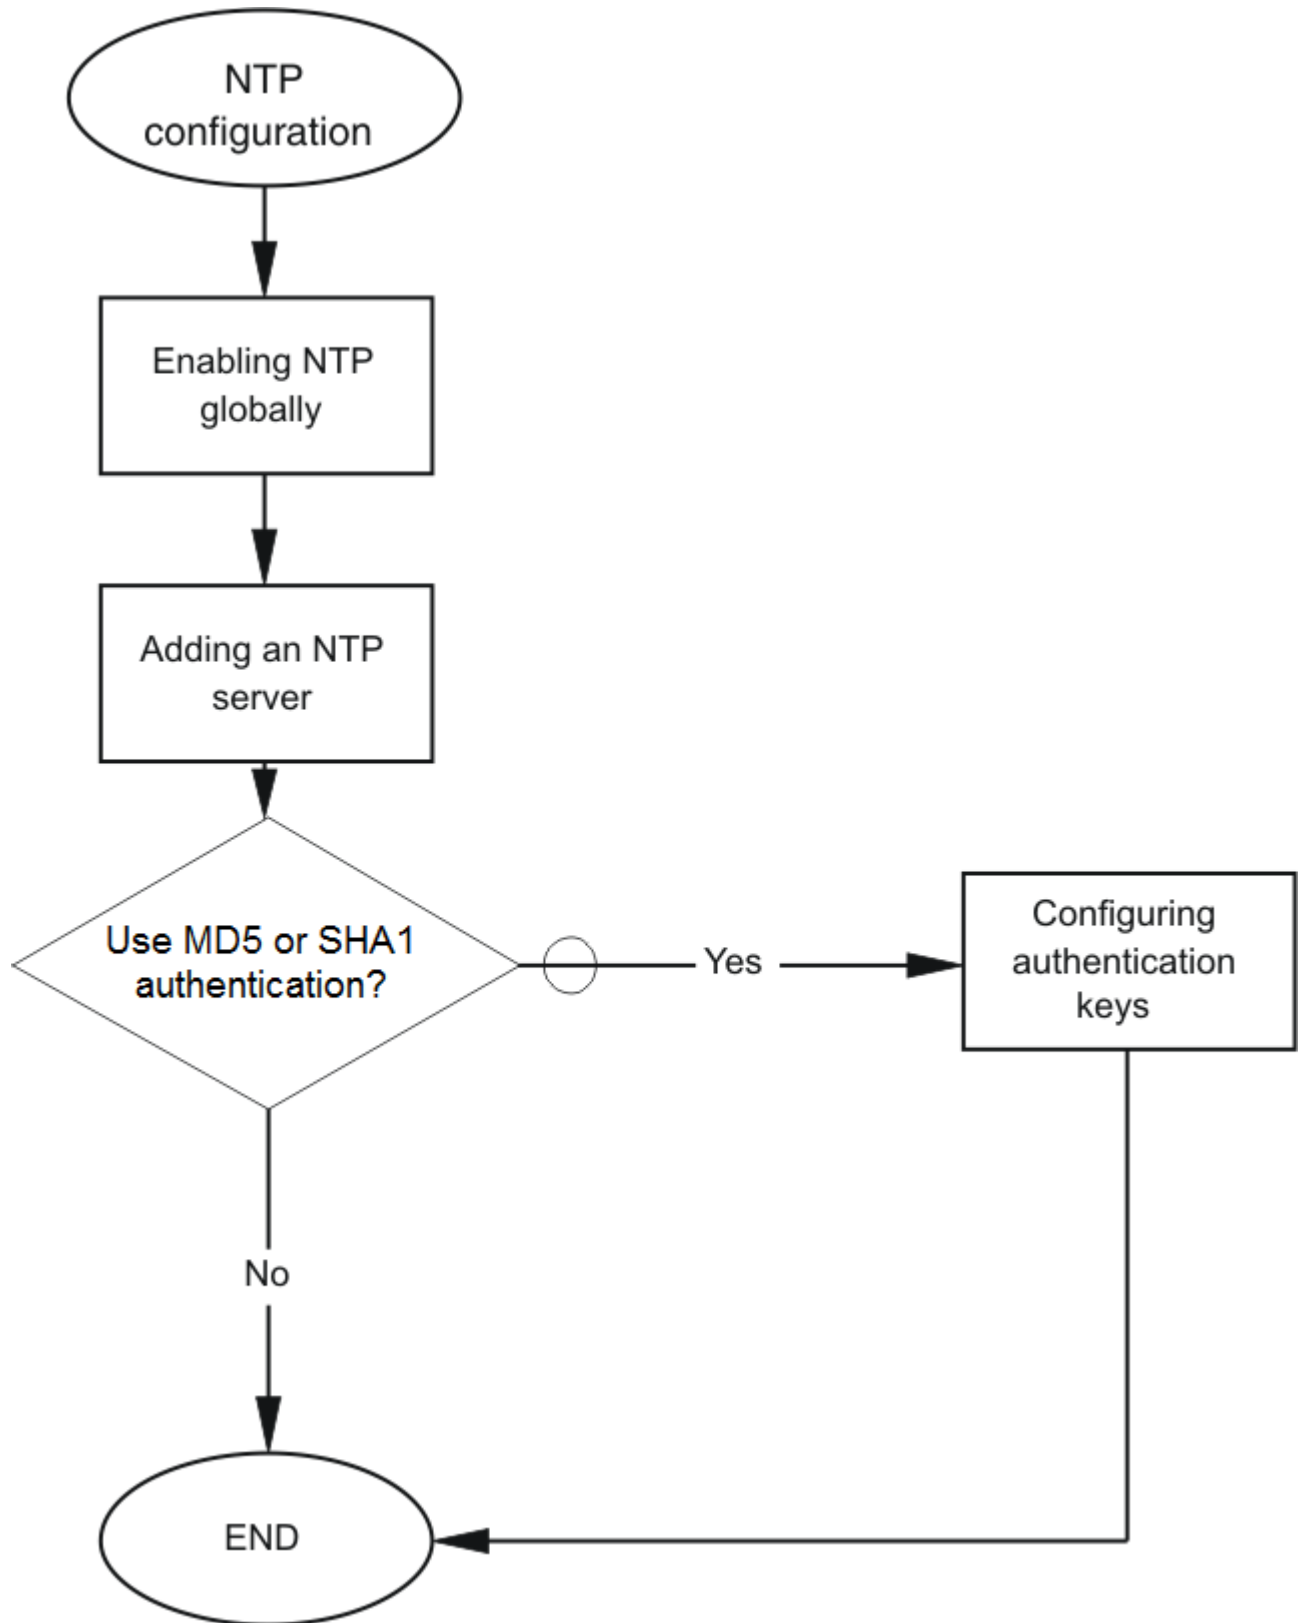 NTP
configuration
Enabling NTP
globally
Adding an NTP
server
Use MD5 or SHA1
authentication?
Yes
Configuring
authentication
keys
No
END